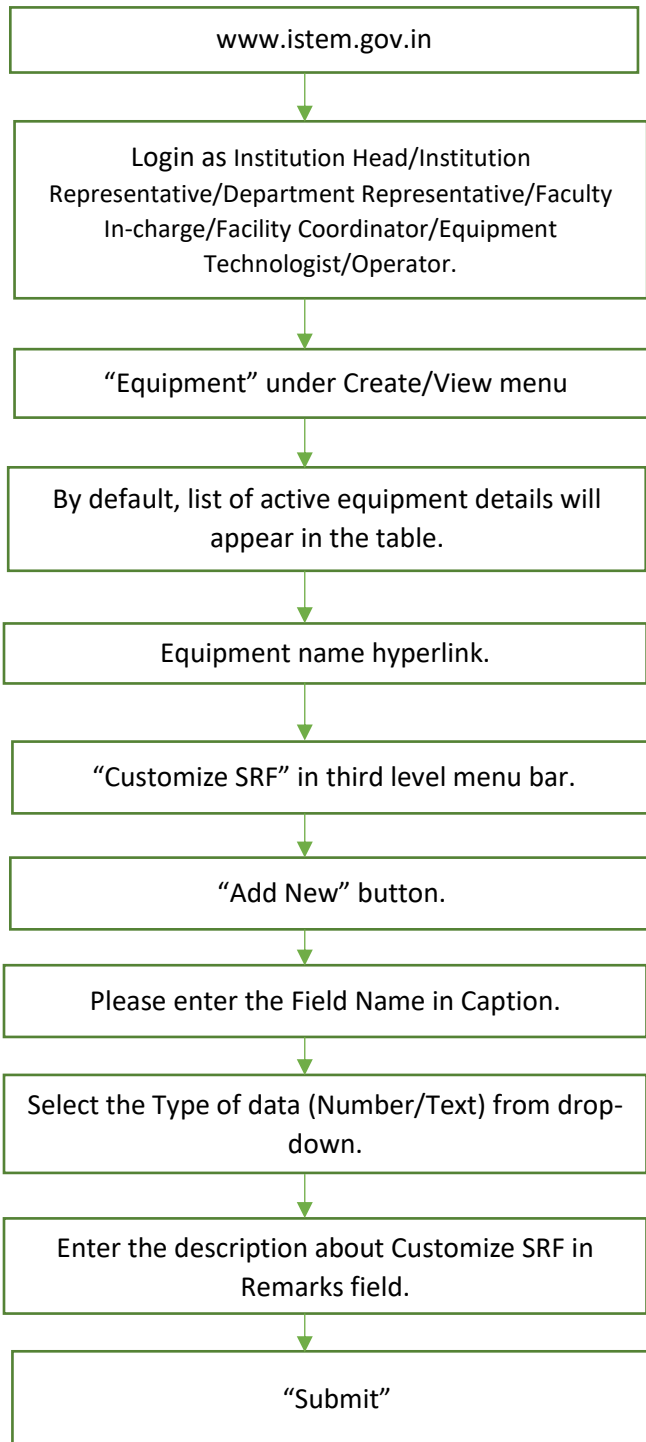 www.istem.gov.in
Login as Institution Head/Institution
Representative/Department Representative/Faculty
In-charge/Facility Coordinator/Equipment
Technologist/Operator.
“Equipment” under Create/View menu
By default, list of active equipment details will
appear in the table.
Equipment name hyperlink.
“Customize SRF” in third level menu bar.
“Add New” button.
Please enter the Field Name in Caption.
Select the Type of data (Number/Text) from drop-
down.
Enter the description about Customize SRF in
Remarks field.
“Submit”